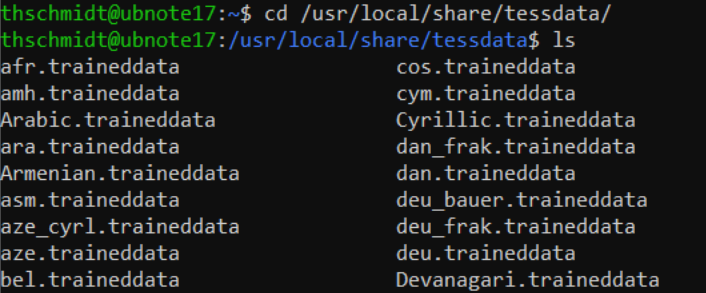 thschmidt@ubnote17:~$ cd /usr/local/share/tessdata/
thschmidt@ubnote17:/usr/local/share/tessdata$ ls
afr.traineddata cos.traineddata
amh.traineddata cym.traineddata
Arabic.traineddata Cyrillic.traineddata
ara.traineddata dan_frak.traineddata
Armenian.traineddata dan.traineddata
asm.traineddata deu_bauer.traineddata
aze_cyrl.traineddata deu_frak.traineddata
aze.traineddata deu.traineddata
bel.traineddata Devanagari.traineddata